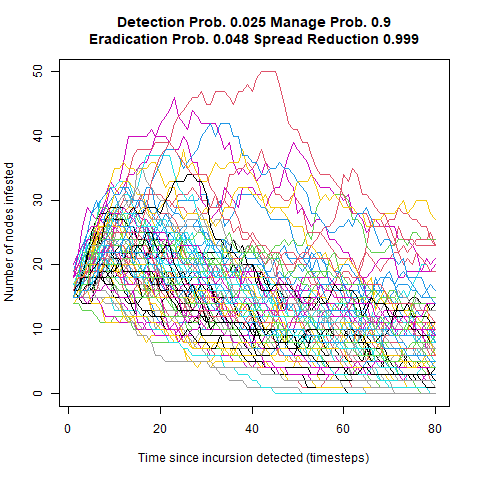 Detection Prob. 0.025 Manage Prob. 0.9
Eradication Prob. 0.048 Spread Reduction 0.999
Number of nodes infested
50
40
30
20
10
0
0 20 40 60 80
Time since incursion detected (timesteps)